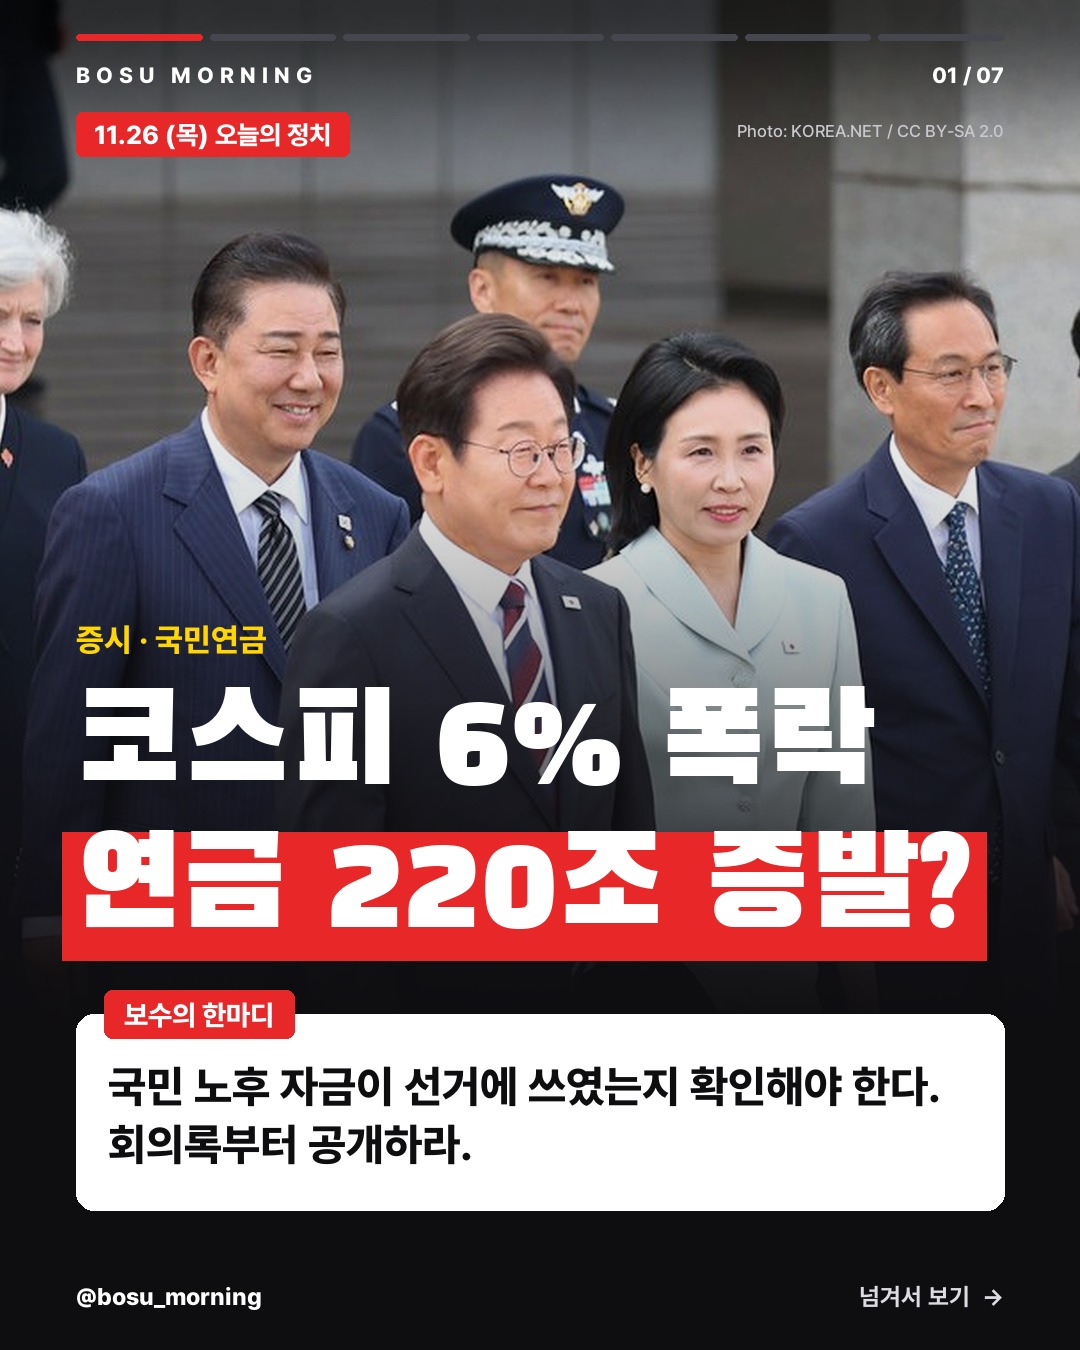 BOSU MORNING
01 / 07
11.26 (목) 오늘의 정치
Photo: KOREA.NET / CC BY-SA 2.0
증시 · 국민연금
코스피 6% 폭락
연금 220조 증발?
보수의 한마디
국민 노후 자금이 선거에 쓰였는지 확인해야 한다.
회의록부터 공개하라.
@bosu_morning
넘겨서 보기 →